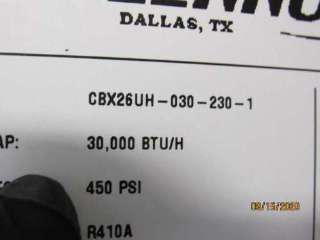 DALLAS, TX
CBX26UH-030-230-1
AP: 30,000 BTU/H
450 PSI
R410A